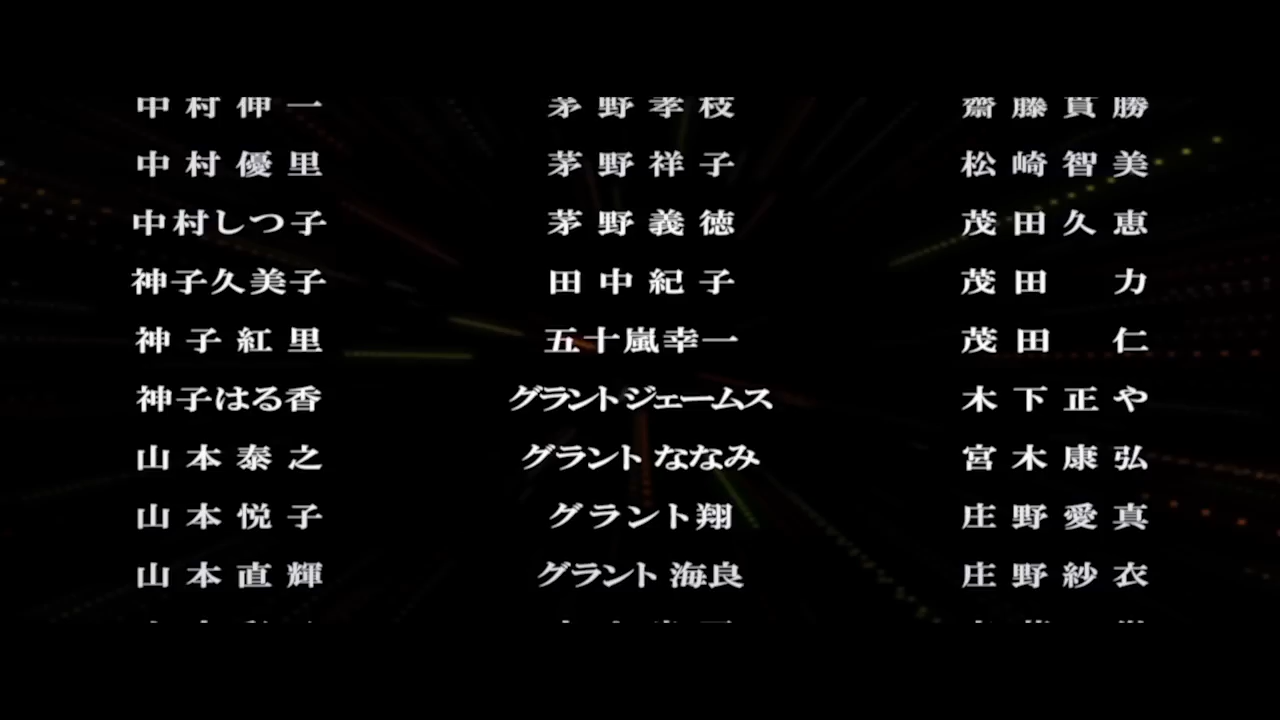 中村伸一 茅野孝枝 齋藤貴勝
中村優里 茅野祥子 松崎智美
中村しつ子 茅野義徳 茂田久恵
神子久美子 田中紀子 茂田 力
神子紅里 五十嵐幸一 茂田 仁
神子はる香 グラントジェームス 木下正や
山本泰之 グラント ななみ 宮木康弘
山本悦子 グラント翔 庄野愛真
山本直輝 グラント 海良 庄野紗衣